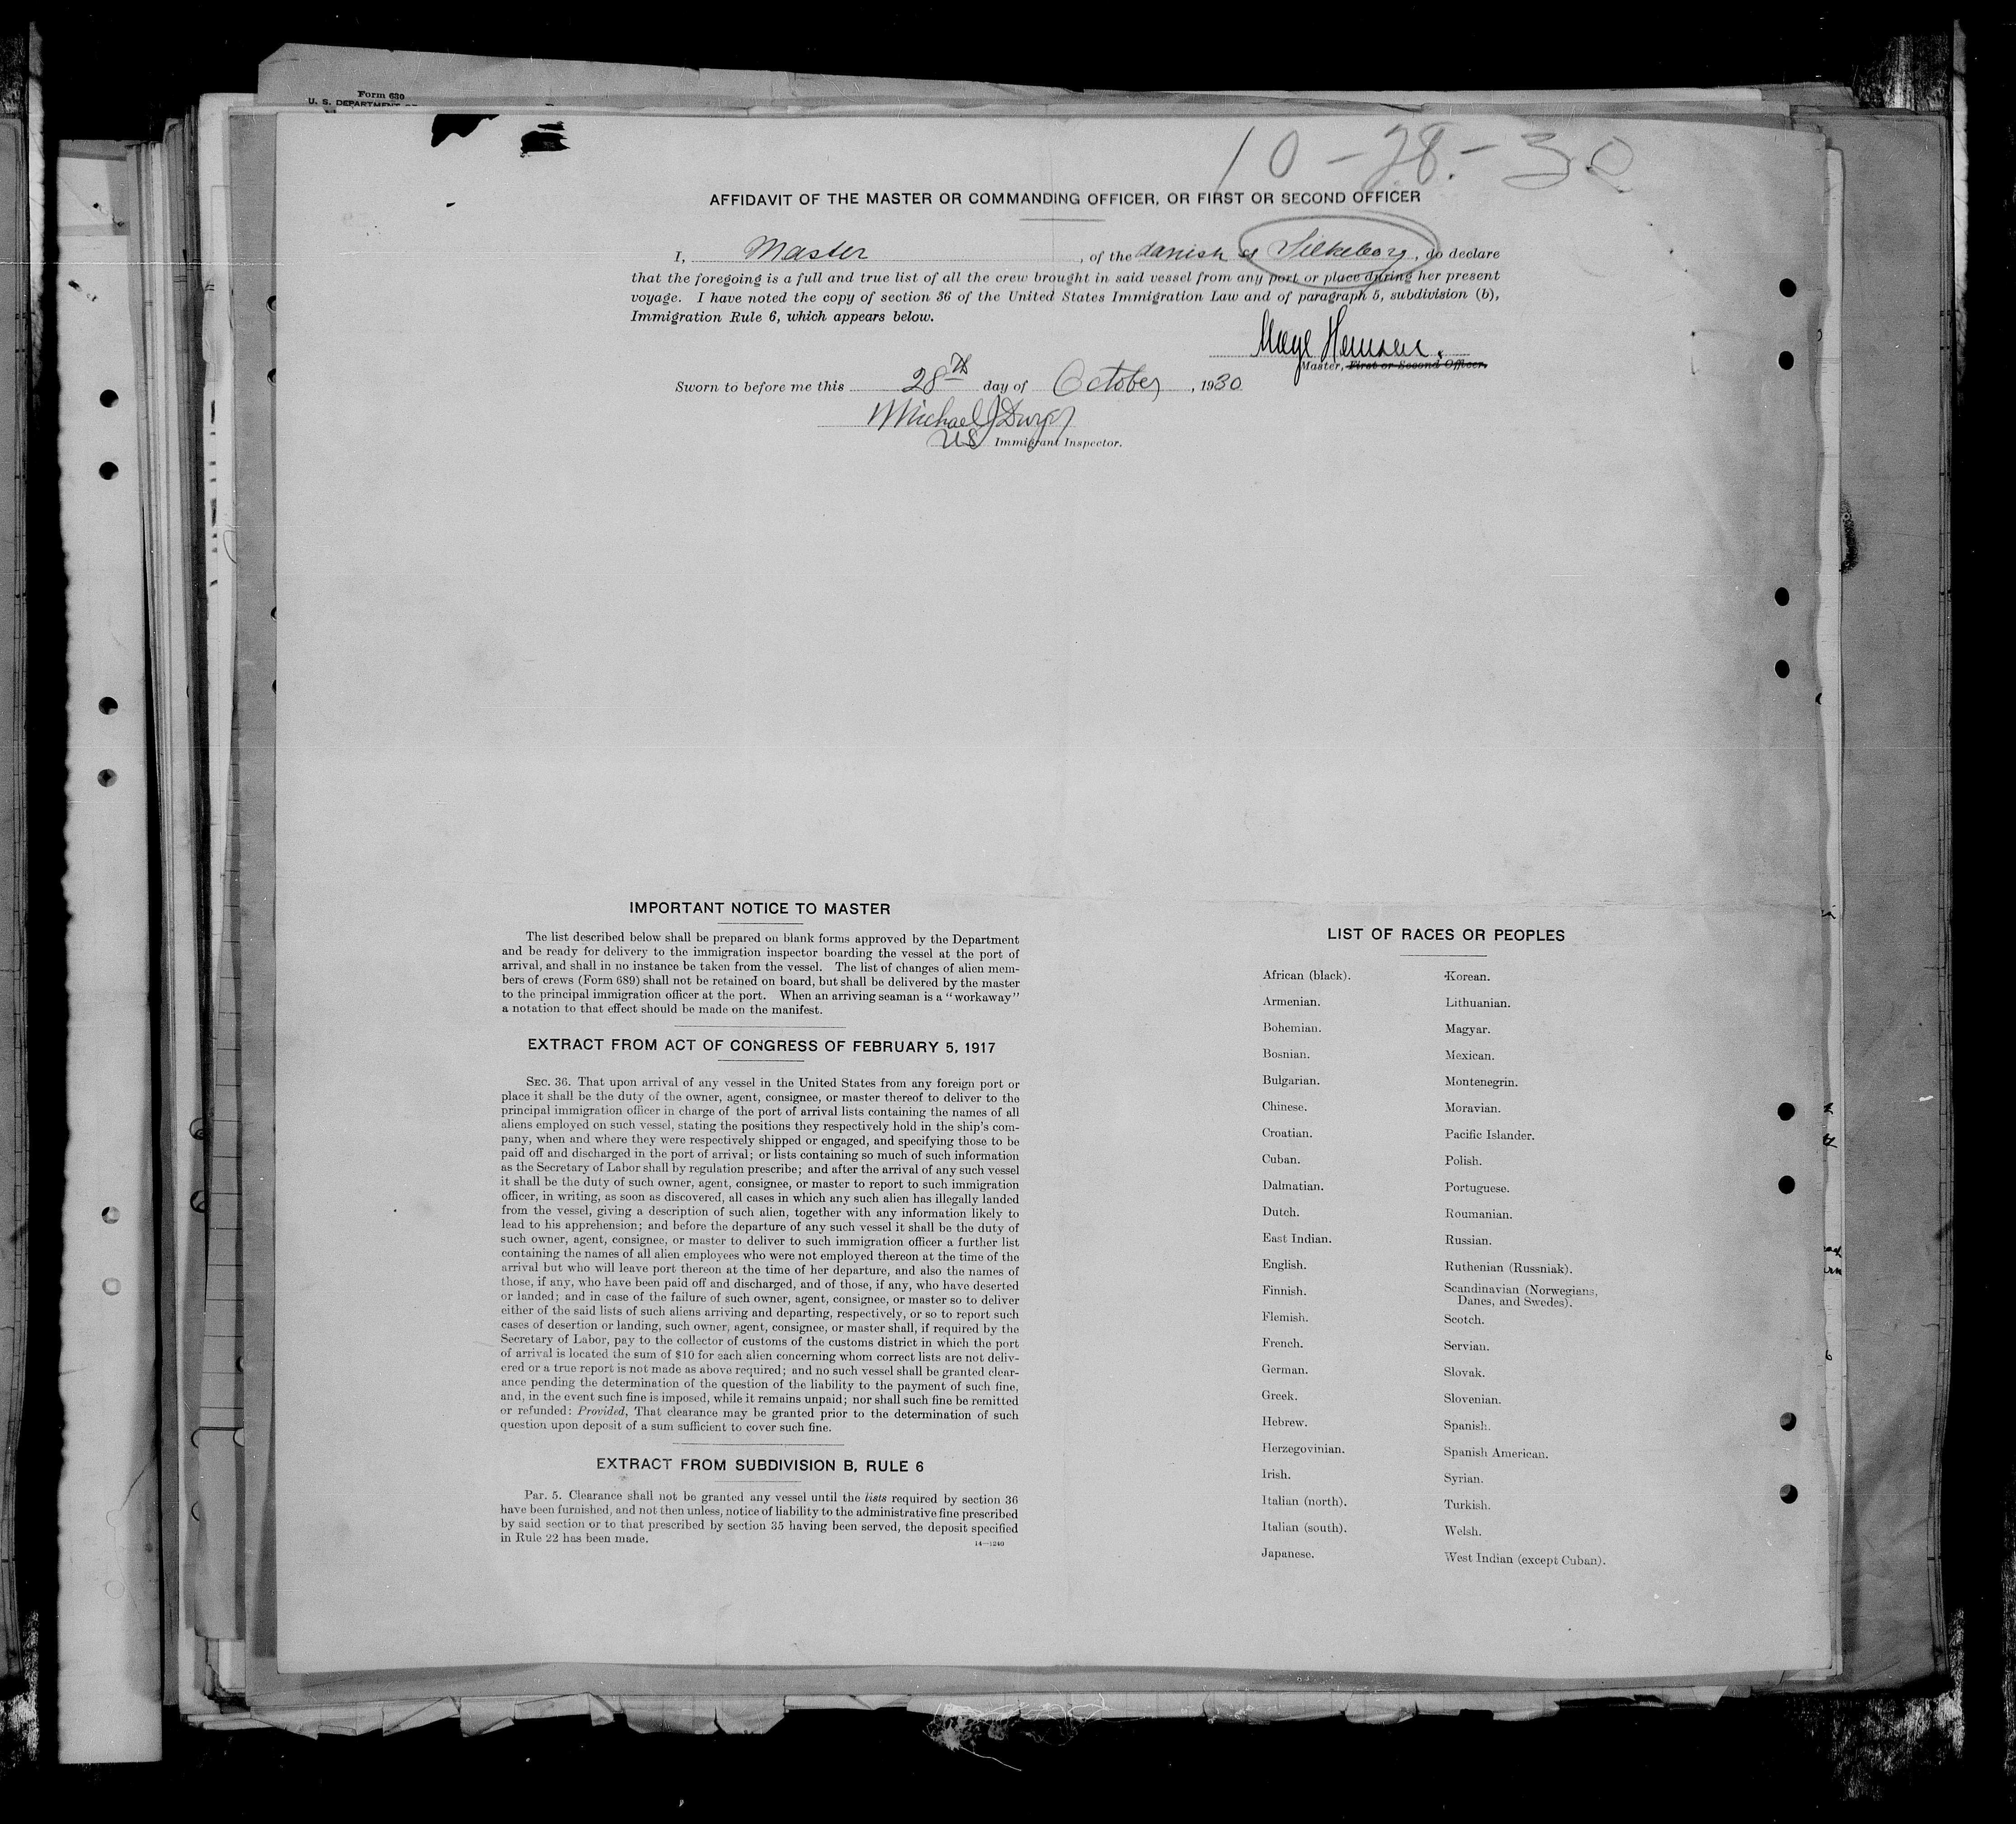 Form 680
U. S. DEPARTMENT OF
10-28-30
AFFIDAVIT OF THE MASTER OR COMMANDING OFFICER, OR FIRST OR SECOND OFFICER
I, Master, of the danish ss Silkeborg, do declare
that the foregoing is a full and true list of all the crew brought in said vessel from any port or place during her present
voyage. I have noted the copy of section 36 of the United States Immigration Law and of paragraph 5, subdivision (b),
Immigration Rule 6, which appears below.
Master, First or Second Officer.
Sworn to before me this 28th day of October, 1930
Michael J
US Immigrant Inspector.
IMPORTANT NOTICE TO MASTER
The list described below shall be prepared on blank forms approved by the Department
and be ready for delivery to the immigration inspector boarding the vessel at the port of
arrival, and shall in no instance be taken from the vessel. The list of changes of alien mem-
bers of crews (Form 689) shall not be retained on board, but shall be delivered by the master
to the principal immigration officer at the port. When an arriving seaman is a "workaway"
a notation to that effect should be made on the manifest.
EXTRACT FROM ACT OF CONGRESS OF FEBRUARY 5, 1917
SEC. 36. That upon arrival of any vessel in the United States from any foreign port or
place it shall be the duty of the owner, agent, consignee, or master thereof to deliver to the
principal immigration officer in charge of the port of arrival lists containing the names of all
aliens employed on such vessel, stating the positions they respectively hold in the ship's com-
pany, when and where they were respectively shipped or engaged, and specifying those to be
paid off and discharged in the port of arrival; or lists containing so much of such information
as the Secretary of Labor shall by regulation prescribe; and after the arrival of any such vessel
it shall be the duty of such owner, agent, consignee, or master to report to such immigration
officer, in writing, as soon as discovered, all cases in which any such alien has illegally landed
from the vessel, giving a description of such alien, together with any information likely to
lead to his apprehension; and before the departure of any such vessel it shall be the duty of
such owner, agent, consignee, or master to deliver to such immigration officer a further list
containing the names of all alien employees who were not employed thereon at the time of the
arrival but who will leave port thereon at the time of her departure, and also the names of
those, if any, who have been paid off and discharged, and of those, if any, who have deserted
or landed; and in case of the failure of such owner, agent, consignee, or master so to deliver
either of the said lists of such aliens arriving and departing, respectively, or so to report such
cases of desertion or landing, such owner, agent, consignee, or master shall, if required by the
Secretary of Labor, pay to the collector of customs of the customs district in which the port
of arrival is located the sum of $10 for each alien concerning whom correct lists are not deliv-
ered or a true report is not made as above required; and no such vessel shall be granted clear-
ance pending the determination of the question of the liability to the payment of such fine,
and, in the event such fine is imposed, while it remains unpaid; nor shall such fine be remitted
or refunded: Provided, That clearance may be granted prior to the determination of such
question upon deposit of a sum sufficient to cover such fine.
EXTRACT FROM SUBDIVISION B, RULE 6
Par. 5. Clearance shall not be granted any vessel until the lists required by section 36
have been furnished, and not then unless, notice of liability to the administrative fine prescribed
by said section or to that prescribed by section 35 having been served, the deposit specified
in Rule 22 has been made.
14-1240
LIST OF RACES OR PEOPLES
African (black).
Armenian.
Bohemian.
Bosnian.
Bulgarian.
Chinese.
Croatian.
Cuban.
Dalmatian.
Dutch.
East Indian.
English.
Finnish.
Flemish.
French.
German.
Greek.
Hebrew.
Herzegovinian.
Irish.
Italian (north).
Italian (south).
Japanese.
Korean.
Lithuanian.
Magyar.
Mexican.
Montenegrin.
Moravian.
Pacific Islander.
Polish.
Portuguese.
Roumanian.
Russian.
Ruthenian (Russniak).
Scandinavian (Norwegians,
Danes, and Swedes).
Scotch.
Servian.
Slovak.
Slovenian.
Spanish.
Spanish American.
Syrian.
Turkish.
Welsh.
West Indian (except Cuban).